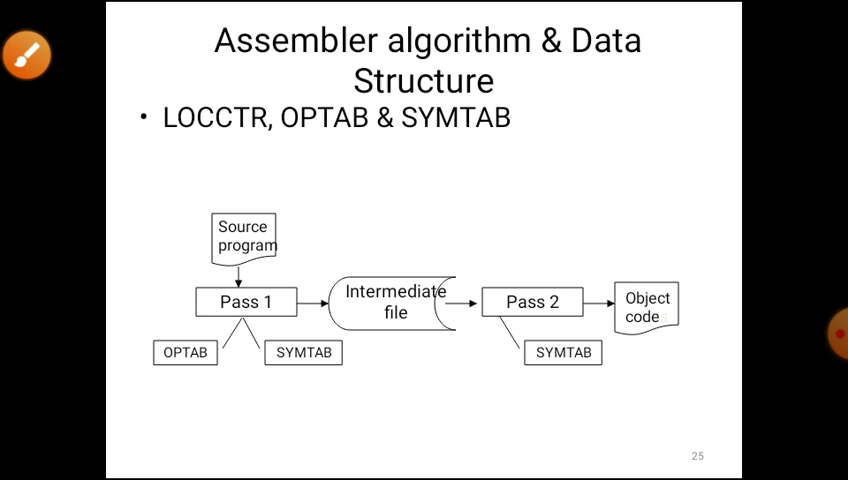 Assembler algorithm & Data
Structure
• LOCCTR, OPTAB & SYMTAB
Source
program
Pass 1
Intermediate
file
Pass 2
Object
codes
OPTAB
SYMTAB
SYMTAB
25